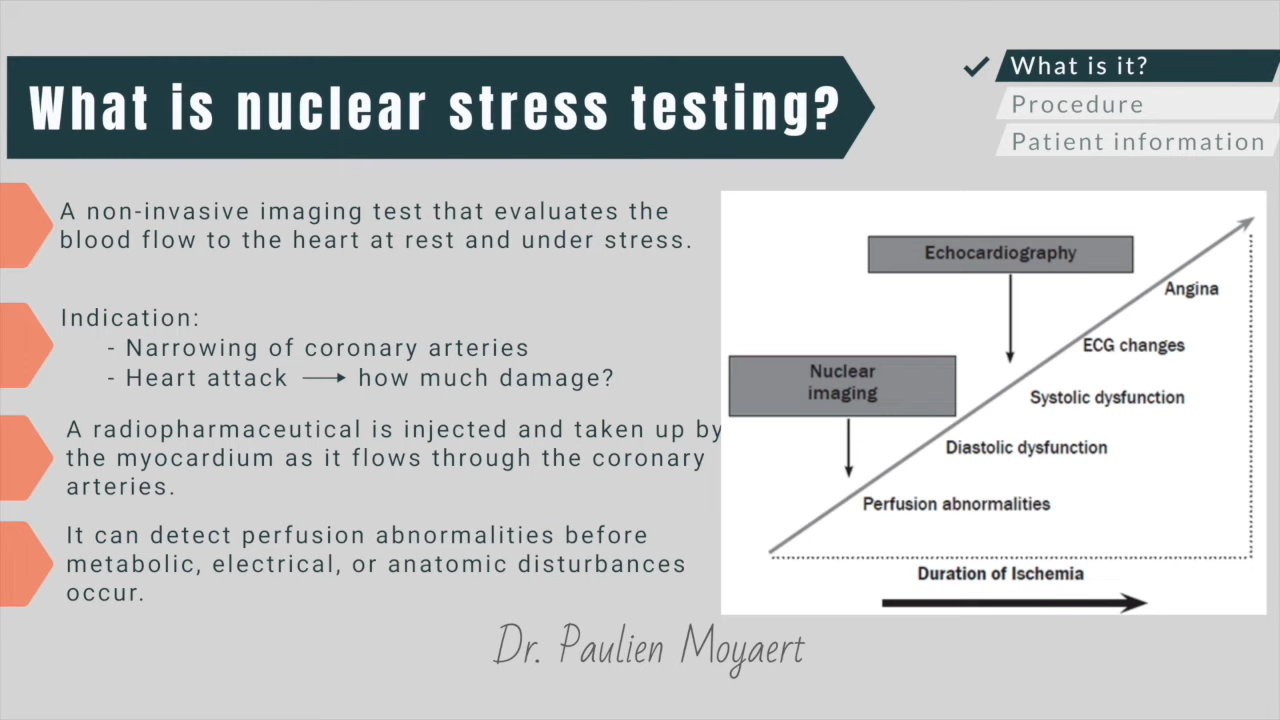 What is nuclear stress testing?
What is it?
Procedure
Patient information
A non-invasive imaging test that evaluates the
blood flow to the heart at rest and under stress.
Indication:
- Narrowing of coronary arteries
- Heart attack → how much damage?
A radiopharmaceutical is injected and taken up by
the myocardium as it flows through the coronary
arteries.
It can detect perfusion abnormalities before
metabolic, electrical, or anatomic disturbances
occur.
Echocardiography
Angina
ECG changes
Nuclear
imaging
Systolic dysfunction
Diastolic dysfunction
Perfusion abnormalities
Duration of Ischemia
Dr. Paulien Moyaert